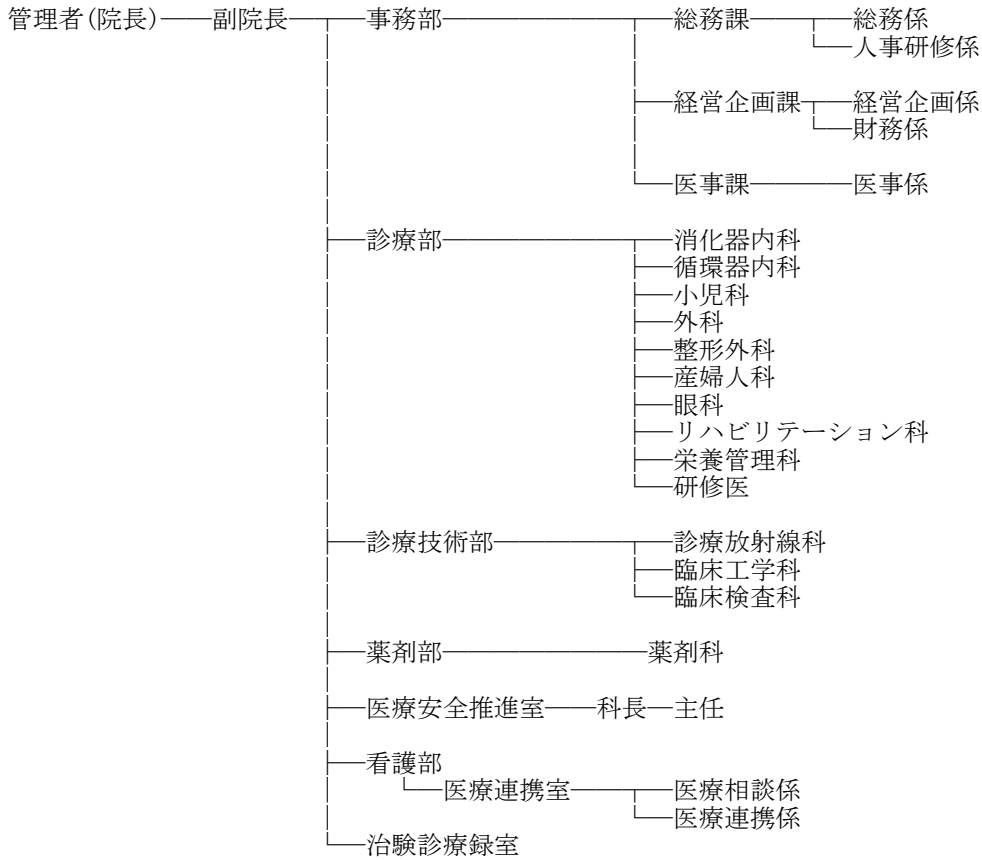 管理者(院長) 副院長 事務部 総務課 総務係
人事研修係
経営企画課 経営企画係
財務係
医事課 医事係
診療部 消化器内科
循環器内科
小児科
外科
整形外科
産婦人科
眼科
リハビリテーション科
栄養管理科
研修医
診療技術部 診療放射線科
臨床工学科
臨床検査科
薬剤部 薬剤科
医療安全推進室 科長 主任
看護部
医療連携室 医療相談係
医療連携係
治験診療録室